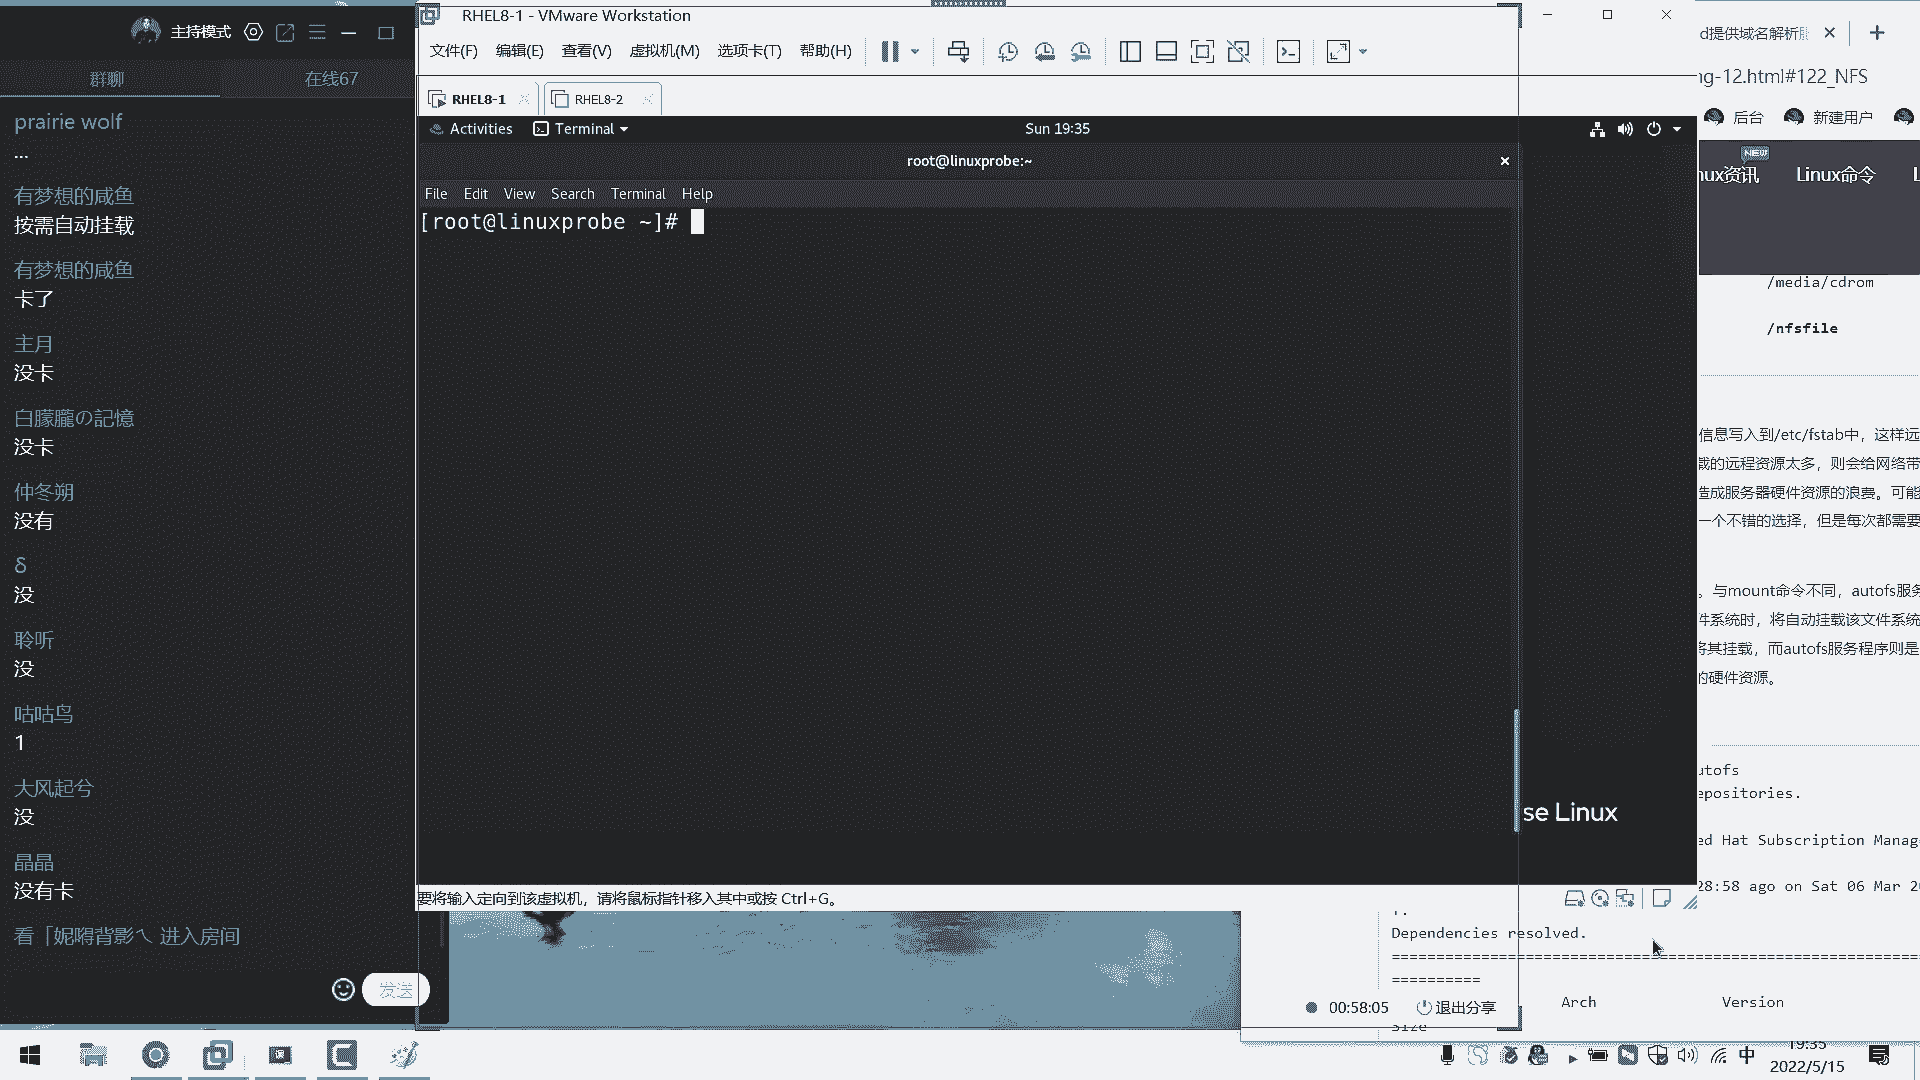 主持模式
群聊
在线67
prairie wolf
...
有梦想的咸鱼
按需自动挂载
有梦想的咸鱼
卡了
主月
没卡
白朦朧の記憶
没卡
仲冬朔
没有
δ
没
聆听
没
咕咕鸟
1
大风起兮
没
晶晶
没有卡
进入房间
发送
RHEL8-1 - VMware Workstation
文件(F) 编辑(E) 查看(V) 虚拟机(M) 选项卡(T) 帮助(H)
RHEL8-1
RHEL8-2
Activities
Terminal
Sun 19:35
root@linuxprobe:~
File Edit View Search Terminal Help
[root@linuxprobe ~]#
se Linux
要将输入定向到该虚拟机，请将鼠标指针移入其中或按 Ctrl+G。
d提供域名解析
ng-12.html#122_NFS
后台
新建用户
NEW
nux资讯
Linux命令
/media/cdrom
/nfsfile
信息写入到/etc/fstab中，这样远
载的远程资源太多，则会给网络带
造成服务器硬件资源的浪费。可能
一个不错的选择，但是每次都需要
。与mount命令不同，autofs服务
件系统时，将自动挂载该文件系统
将其挂载，而autofs服务程序则是
的硬件资源。
utofs
epositories.
ed Hat Subscription Manag
28:58 ago on Sat 06 Mar 2
Dependencies resolved.
==========
Arch
Version
Size
00:58:05
退出分享
中
19:35
2022/5/15